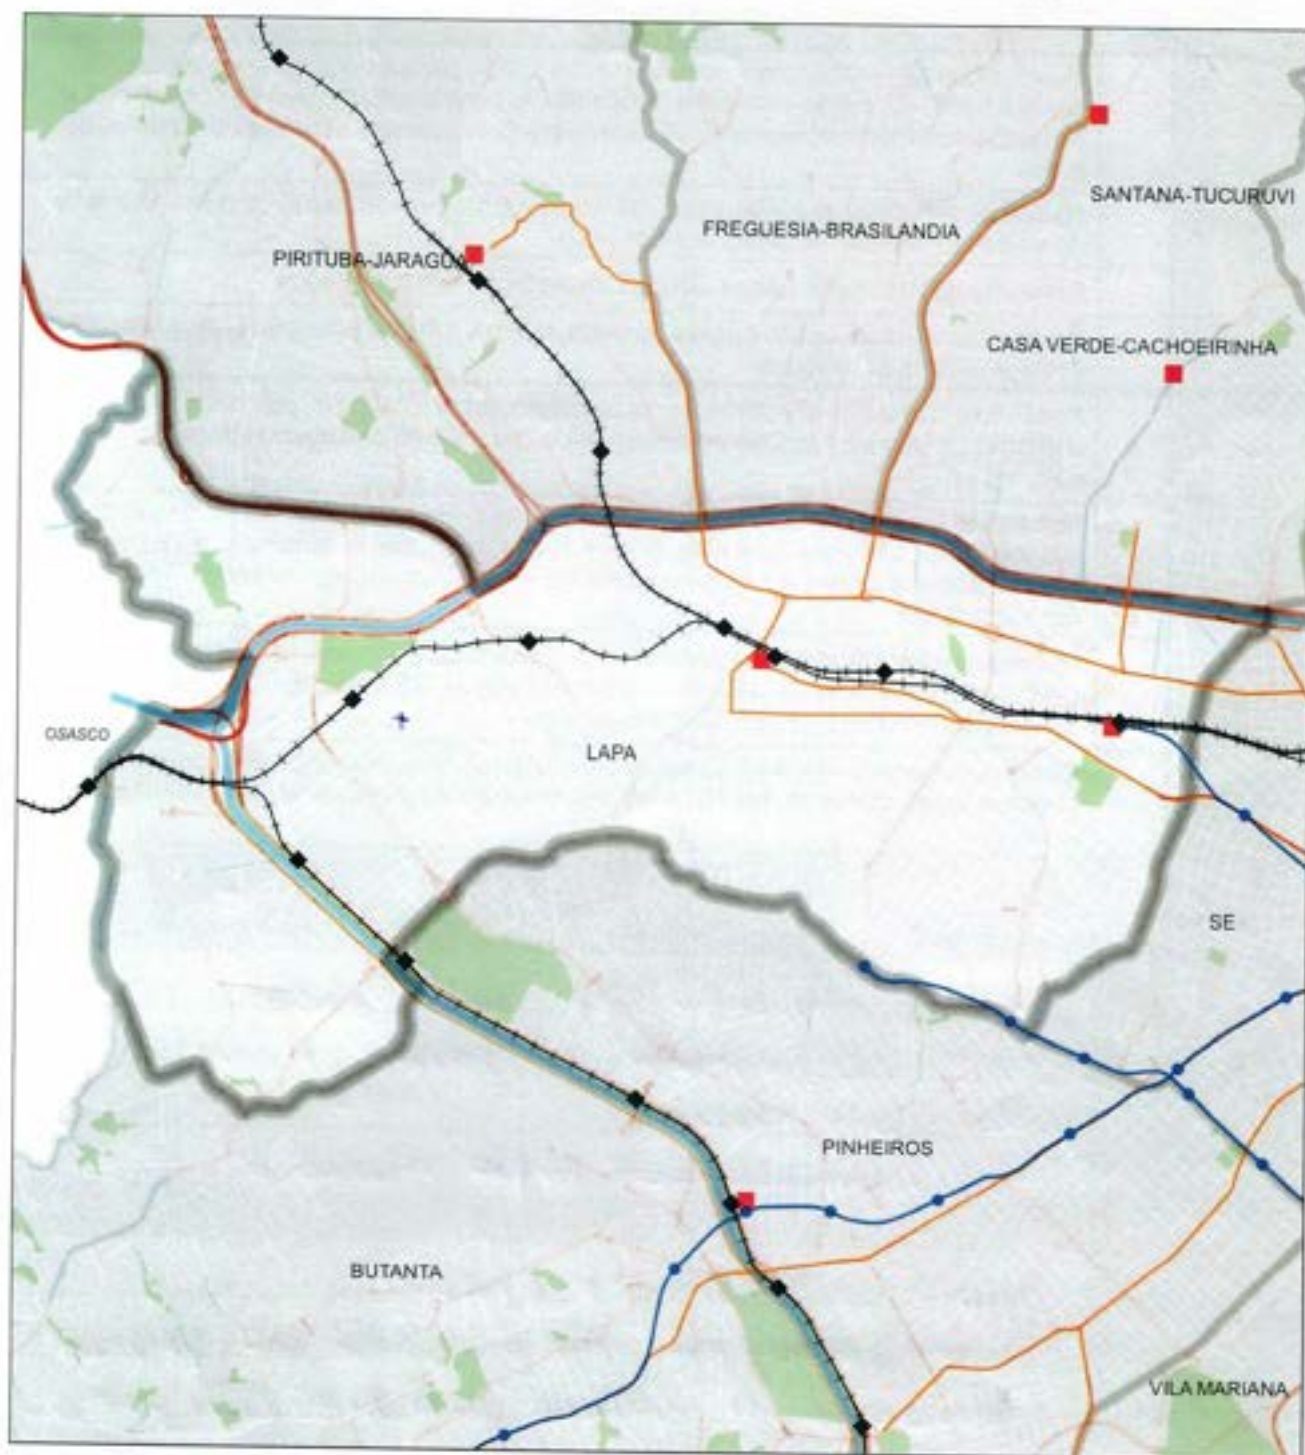 SANTANA-TUCURUVI
FREGUESIA-BRASILANDIA
PIRITUBA-JARAGUA
CASA VERDE-CACHOEIRINHA
OSASCO
LAPA
SE
PINHEIROS
BUTANTA
VILA MARIANA